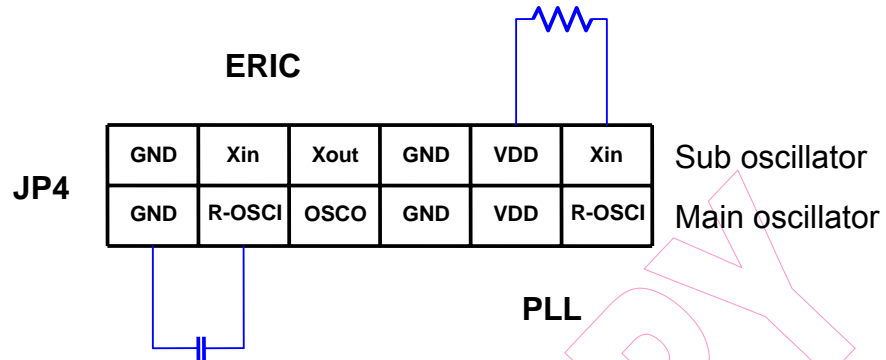 ERIC
GND Xin Xout GND VDD Xin Sub oscillator
JP4
GND R-OSCI OSCO GND VDD R-OSCI Main oscillator
PLL